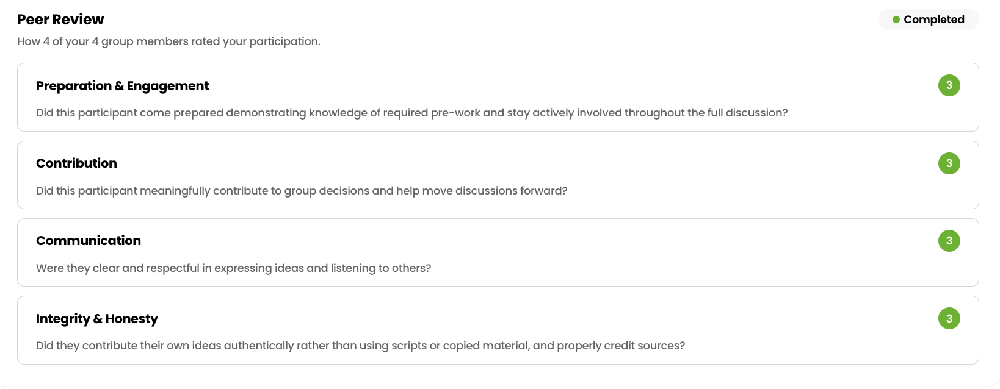 Peer Review
Completed
How 4 of your 4 group members rated your participation.
Preparation & Engagement
3
Did this participant come prepared demonstrating knowledge of required pre-work and stay actively involved throughout the full discussion?
Contribution
3
Did this participant meaningfully contribute to group decisions and help move discussions forward?
Communication
3
Were they clear and respectful in expressing ideas and listening to others?
Integrity & Honesty
3
Did they contribute their own ideas authentically rather than using scripts or copied material, and properly credit sources?